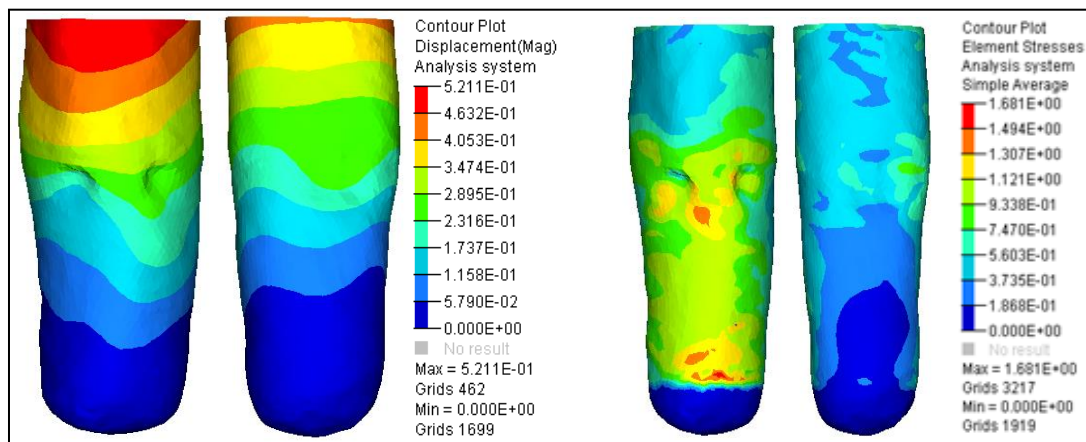 Contour Plot
Displacement(Mag)
Analysis system
5.211E-01
4.632E-01
4.053E-01
3.474E-01
2.895E-01
2.316E-01
1.737E-01
1.158E-01
5.790E-02
0.000E+00
No result
Max = 5.211E-01
Grids 462
Min = 0.000E+00
Grids 1699
Contour Plot
Element Stresses
Analysis system
Simple Average
1.681E+00
1.494E+00
1.307E+00
1.121E+00
9.338E-01
7.470E-01
5.603E-01
3.735E-01
1.868E-01
0.000E+00
No result
Max = 1.681E+00
Grids 3217
Min = 0.000E+00
Grids 1919